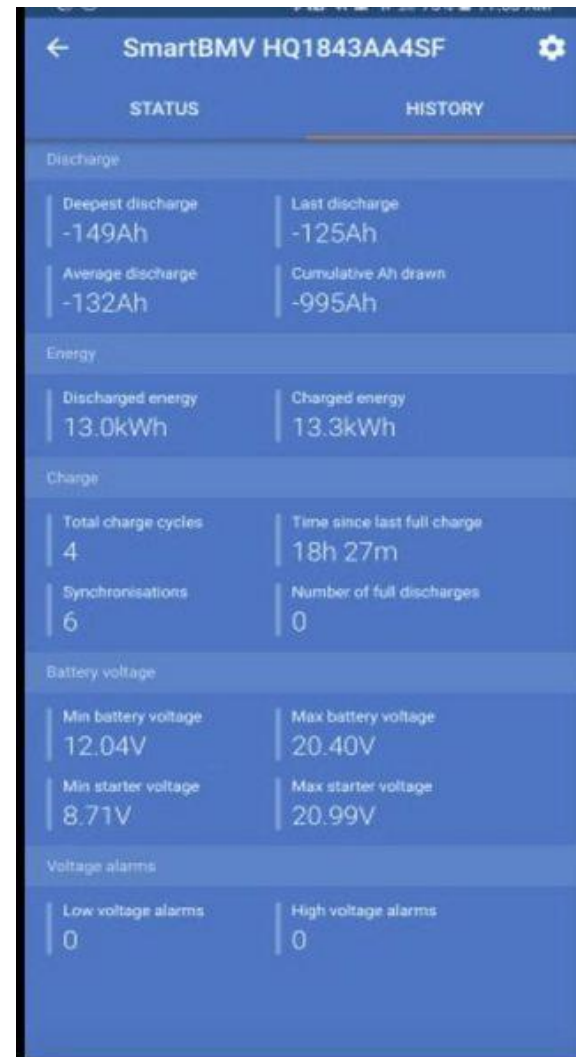 SmartBMV HQ1843AA4SF
STATUS HISTORY
Discharge
Deepest discharge Last discharge
-149Ah -125Ah
Average discharge Cumulative Ah drawn
-132Ah -995Ah
Energy
Discharged energy Charged energy
13.0kWh 13.3kWh
Charge
Total charge cycles Time since last full charge
4 18h 27m
Synchronisations Number of full discharges
6 0
Battery voltage
Min battery voltage Max battery voltage
12.04V 20.40V
Min starter voltage Max starter voltage
8.71V 20.99V
Voltage alarms
Low voltage alarms High voltage alarms
0 0